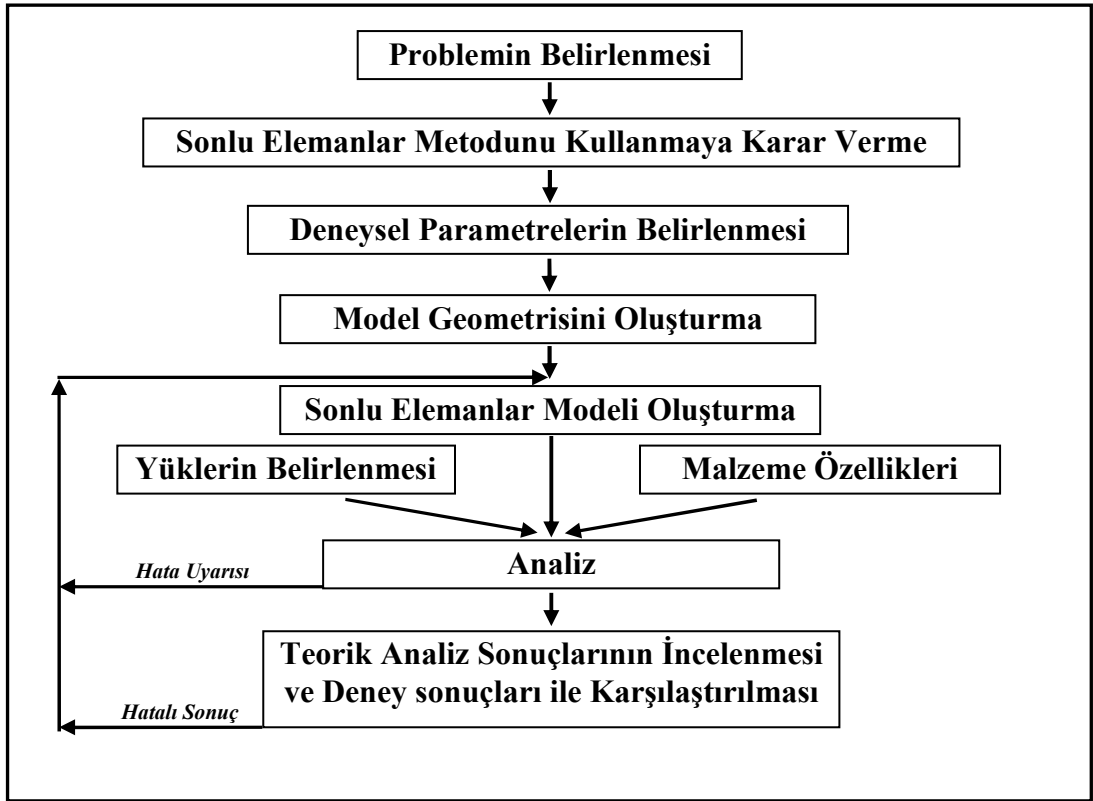 Problemin Belirlenmesi
Sonlu Elemanlar Metodunu Kullanmaya Karar Verme
Deneysel Parametrelerin Belirlenmesi
Model Geometrisini Oluşturma
Sonlu Elemanlar Modeli Oluşturma
Yüklerin Belirlenmesi
Malzeme Özellikleri
Analiz
Hata Uyarısı
Teorik Analiz Sonuçlarının İncelenmesi
ve Deney sonuçları ile Karşılaştırılması
Hatalı Sonuç